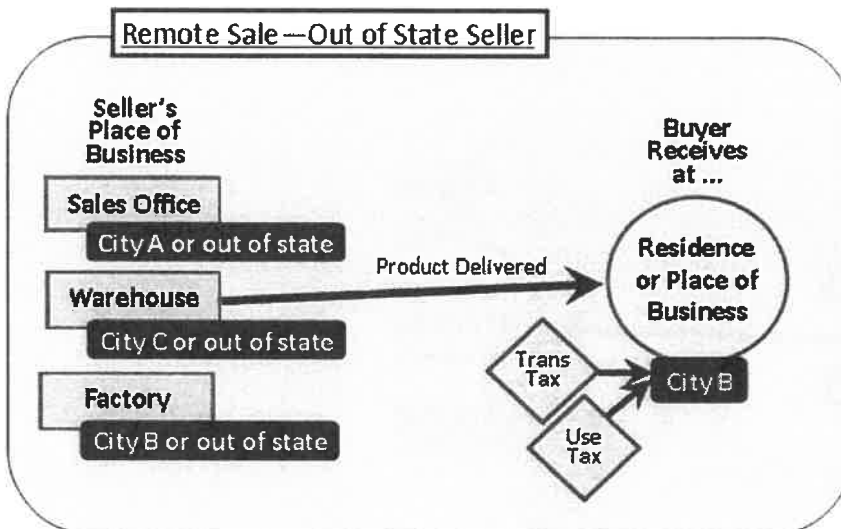 Remote Sale—Out of State Seller
Seller's
Place of
Business
Sales Office
City A or out of state
Warehouse
City C or out of state
Factory
City B or out of state
Product Delivered
Buyer
Receives
at ...
Residence
or Place of
Business
City B
Trans
Tax
Use
Tax